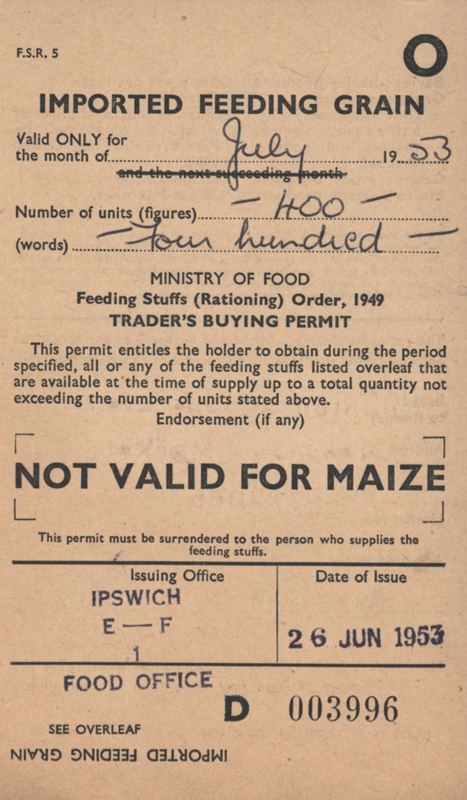 F.S.R. 5
O
IMPORTED FEEDING GRAIN
Valid ONLY for
the month of July 1953
and the next succeeding month
Number of units (figures) — 400 —
(words) — Four hundred —
MINISTRY OF FOOD
Feeding Stuffs (Rationing) Order, 1949
TRADER'S BUYING PERMIT
This permit entitles the holder to obtain during the period
specified, all or any of the feeding stuffs listed overleaf that
are available at the time of supply up to a total quantity not
exceeding the number of units stated above.
Endorsement (if any)
NOT VALID FOR MAIZE
This permit must be surrendered to the person who supplies the
feeding stuffs.
Issuing Office
Date of Issue
IPSWICH
E — F
1
FOOD OFFICE
26 JUN 1953
D 003996
SEE OVERLEAF
IMPORTED FEEDING GRAIN